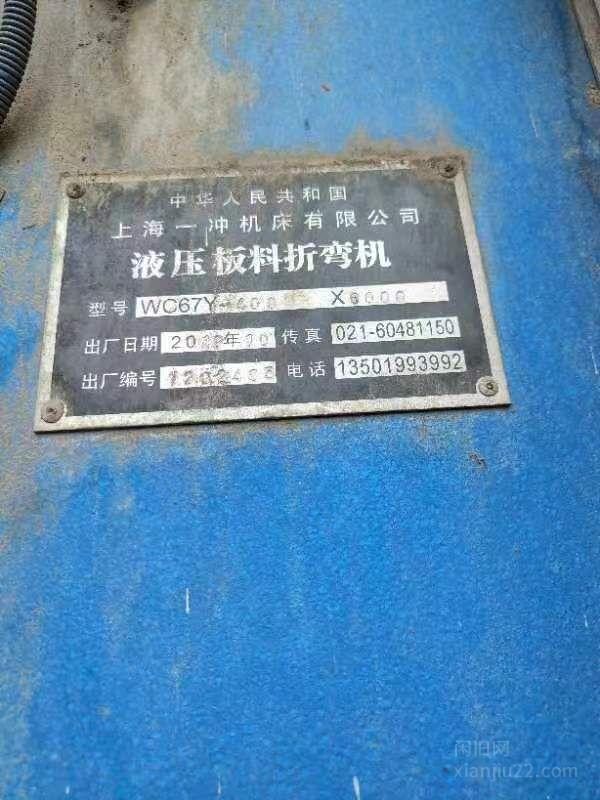 中华人民共和国
上海一冲机床有限公司
液压板料折弯机
型号 WC67Y X6000
出厂日期 传真 021-60481150
出厂编号 电话 13501993992
闲旧网
xianjiu22.com